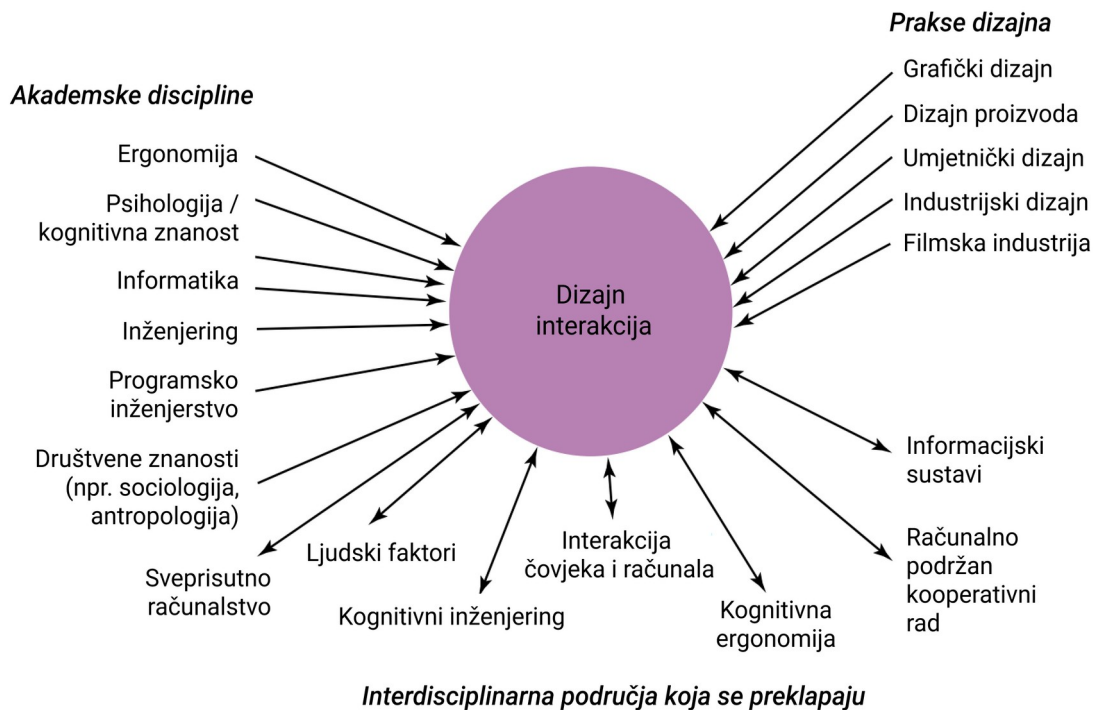 Prakse dizajna
Grafički dizajn
Dizajn proizvoda
Umjetnički dizajn
Industrijski dizajn
Filmska industrija
Akademske discipline
Ergonomija
Psihologija /
kognitivna znanost
Informatika
Inženjering
Programsko
inženjerstvo
Društvene znanosti
(npr. sociologija,
antropologija)
Dizajn
interakcija
Sveprisutno
računalstvo
Ljudski faktori
Kognitivni inženjering
Interakcija
čovjeka i računala
Kognitivna
ergonomija
Informacijski
sustavi
Računalno
podržan
kooperativni
rad
Interdisciplinarna područja koja se preklapaju